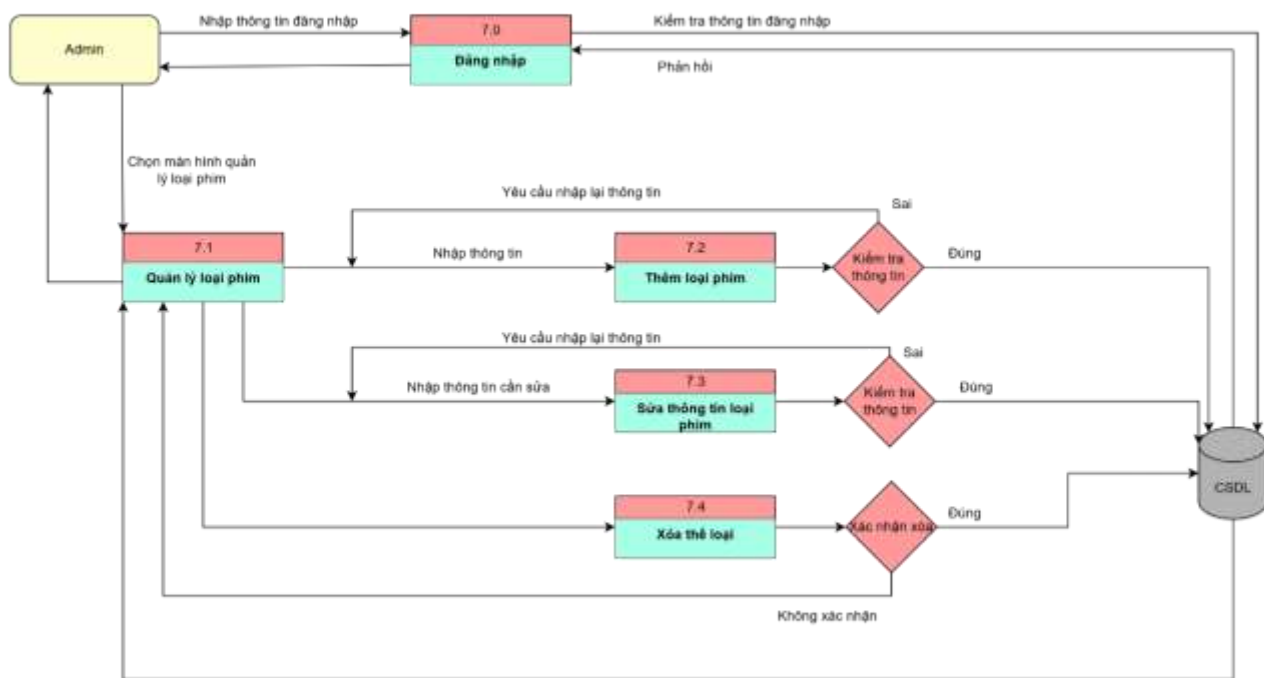 Nhập thông tin đăng nhập
Kiểm tra thông tin đăng nhập
7.0
Admin
Đăng nhập
Phản hồi
Chọn màn hình quản
lý loại phim
Yêu cầu nhập lại thông tin
Sai
7.1
Quản lý loại phim
Nhập thông tin
7.2
Thêm loại phim
Kiểm tra
thông tin
Đúng
Yêu cầu nhập lại thông tin
Sai
Nhập thông tin cần sửa
7.3
Sửa thông tin loại
phim
Kiểm tra
thông tin
Đúng
CSDL
7.4
Xóa thể loại
Xác nhận xóa
Đúng
Không xác nhận